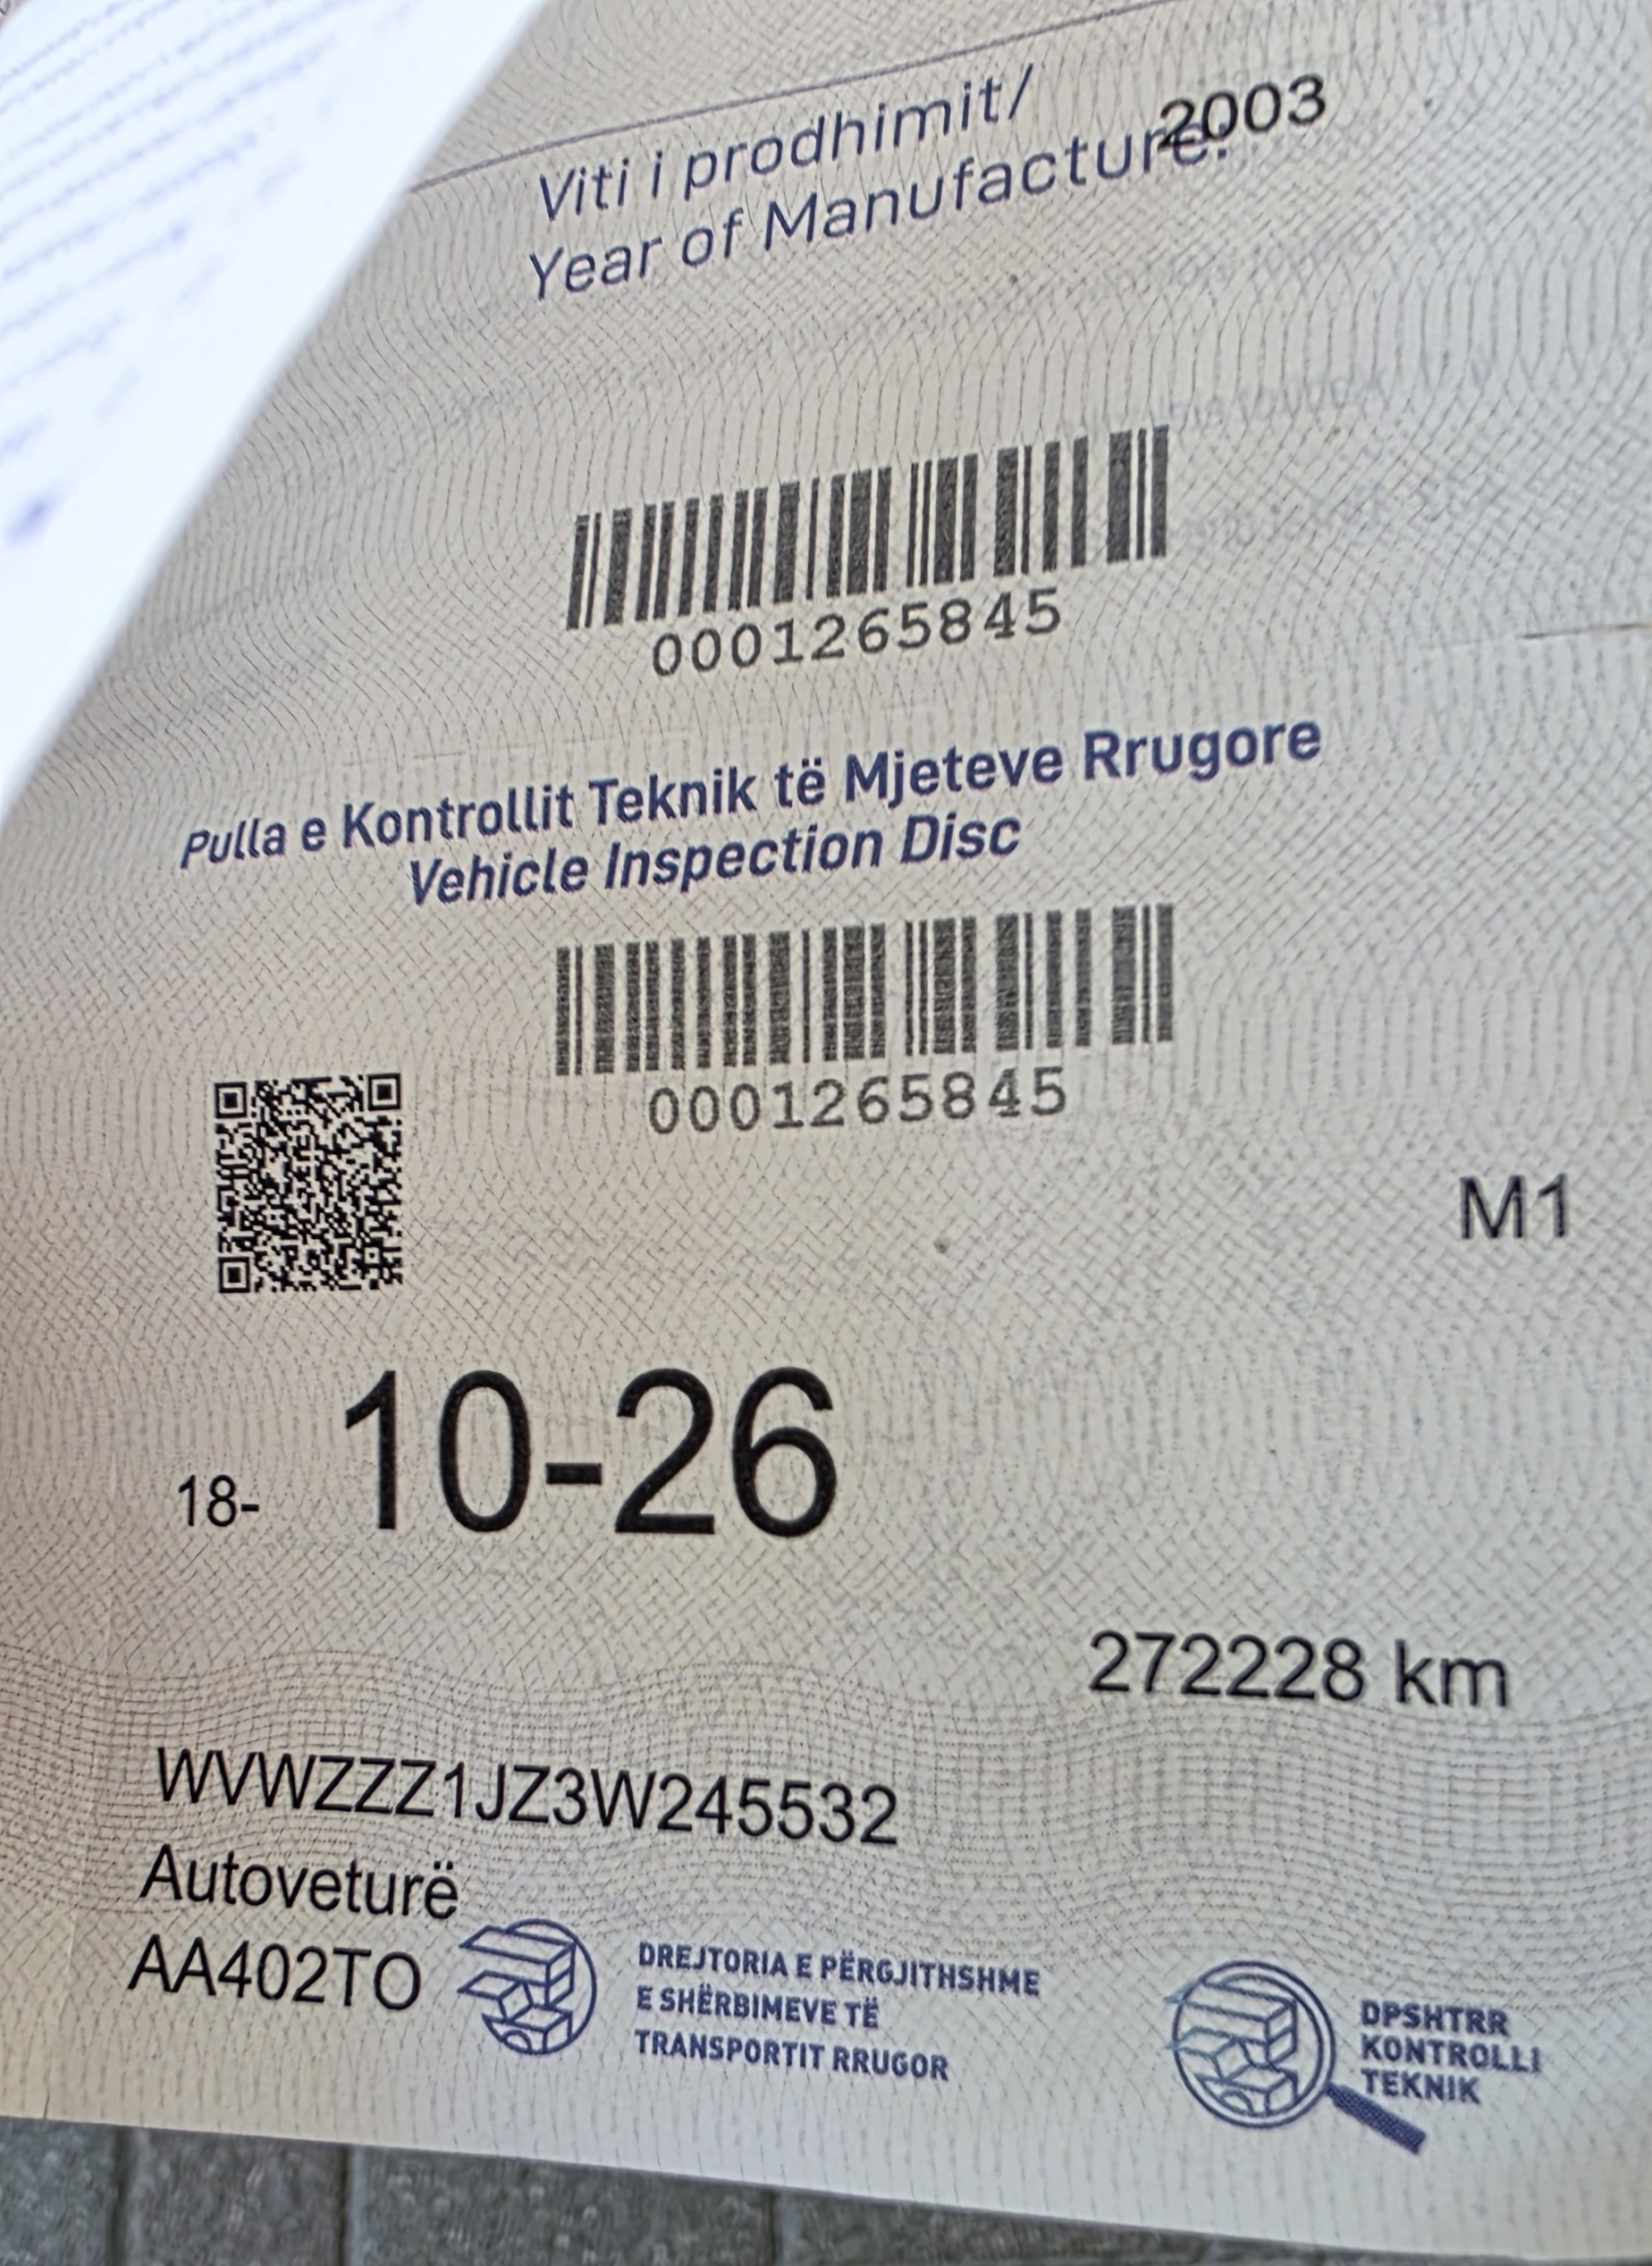 Viti i prodhimit/
Year of Manufacture: 2003
0001265845
Pulla e Kontrollit Teknik të Mjeteve Rrugore
Vehicle Inspection Disc
0001265845
M1
18- 10-26
272228 km
WVWZZZ1JZ3W245532
Autoveturë
AA402TO
DREJTORIA E PËRGJITHSHME
E SHËRBIMEVE TË
TRANSPORTIT RRUGOR
DPSHTRR
KONTROLLI
TEKNIK